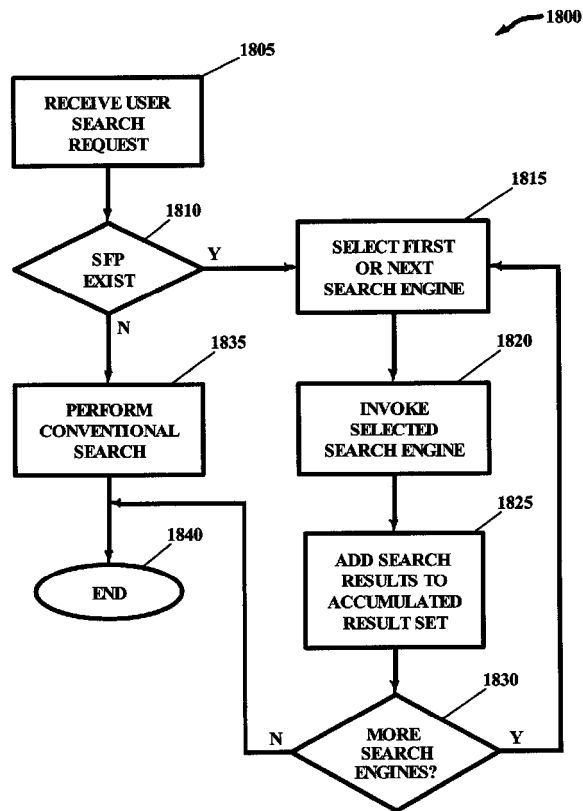 1800
1805
RECEIVE USER
SEARCH
REQUEST
1810
SFP
EXIST
Y
N
1815
SELECT FIRST
OR NEXT
SEARCH ENGINE
1835
PERFORM
CONVENTIONAL
SEARCH
1820
INVOKE
SELECTED
SEARCH ENGINE
1840
END
1825
ADD SEARCH
RESULTS TO
ACCUMULATED
RESULT SET
1830
MORE
SEARCH
ENGINES?
N
Y